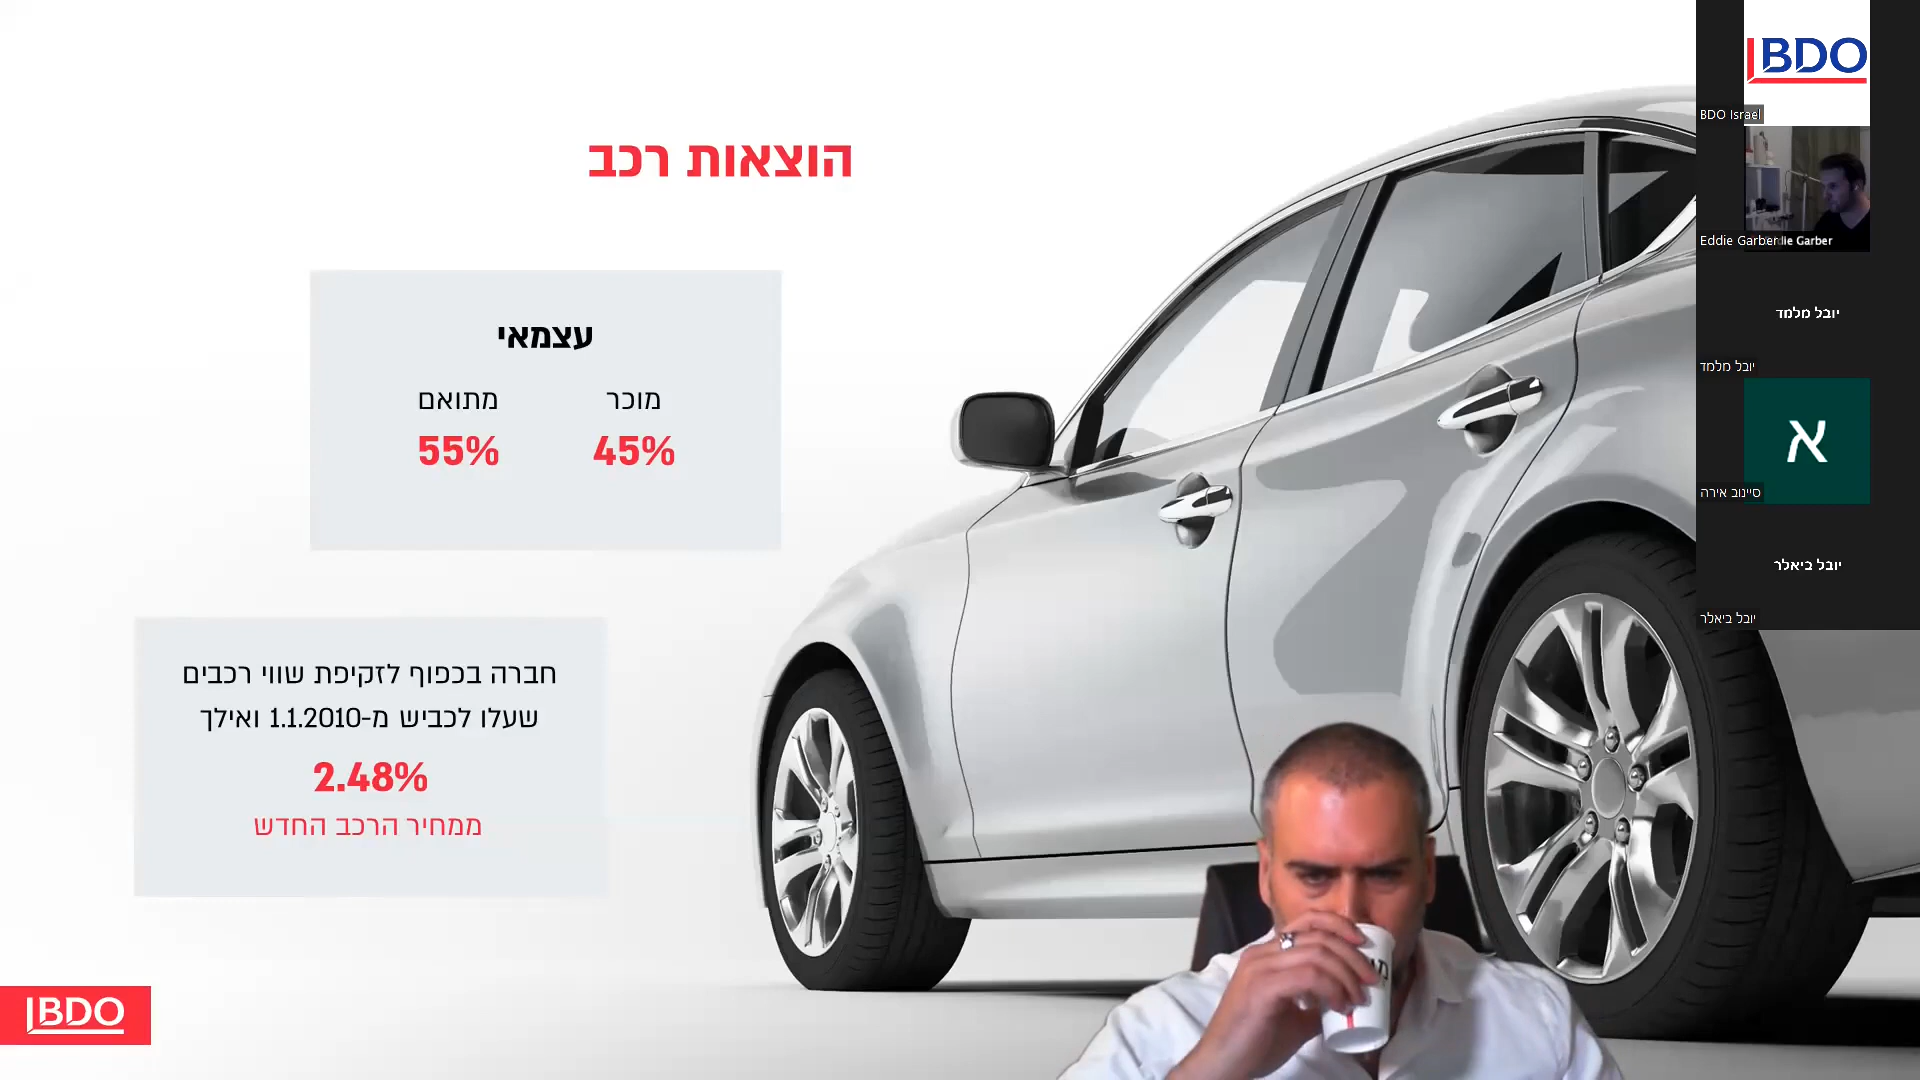 הוצאות רכב
עצמאי
מוכר
מתואם
45%
55%
חברה בכפוף לזקיפת שווי רכבים
שעלו לכביש מ-1.1.2010 ואילך
2.48%
ממחיר הרכב החדש
BDO
BDO
BDO Israel
Eddie Garber
lie Garber
יובל מלמד
יובל מלמד
א
סיינוב אירה
יובל ביאלר
יובל ביאלר